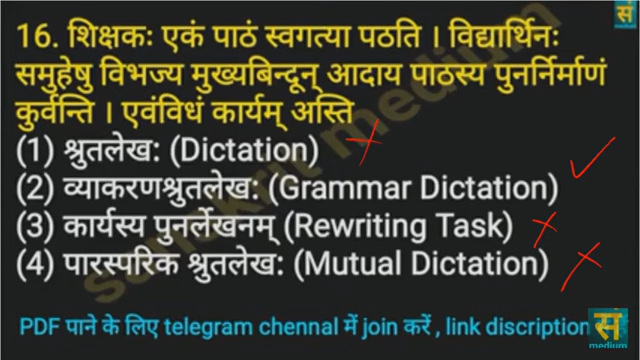 16. शिक्षकः एकं पाठं स्वगत्या पठति । विद्यार्थिनः
समुहेषु विभज्य मुख्यबिन्दून् आदाय पाठस्य पुनर्निर्माणं
कुर्वन्ति । एवंविधं कार्यम् अस्ति
(1) श्रुतलेख: (Dictation)
(2) व्याकरणश्रुतलेख: (Grammar Dictation)
(3) कार्यस्य पुनर्लेखनम् (Rewriting Task)
(4) पारस्परिक श्रुतलेख: (Mutual Dictation)
PDF पाने के लिए telegram chennal में join करें , link discription
सं
medium
सं
sanskrit medium